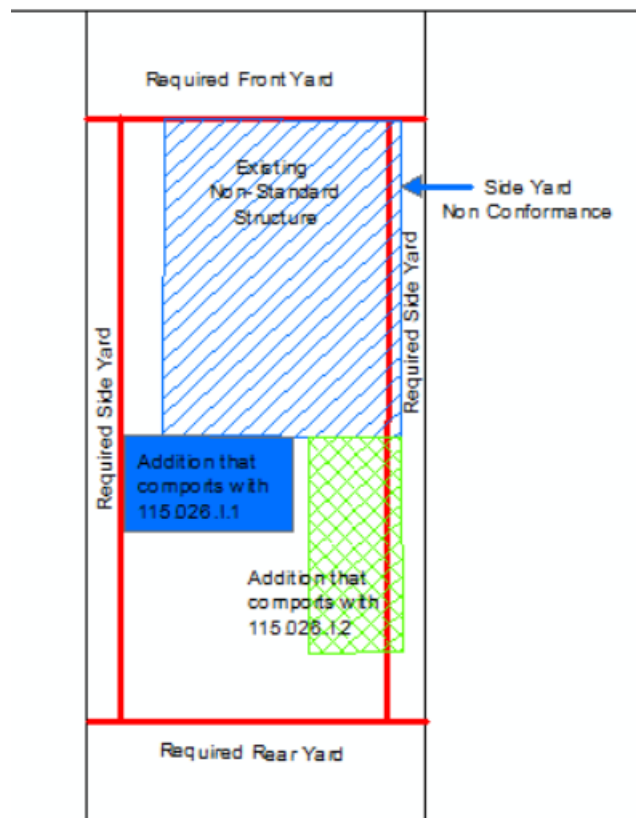 Required Front Yard
Existing
Non-Standard
Structure
Side Yard
Non Conformance
Required Side Yard
Required Side Yard
Addition that
comports with
115.026.I.1
Addition that
comports with
115.026.I.2
Required Rear Yard